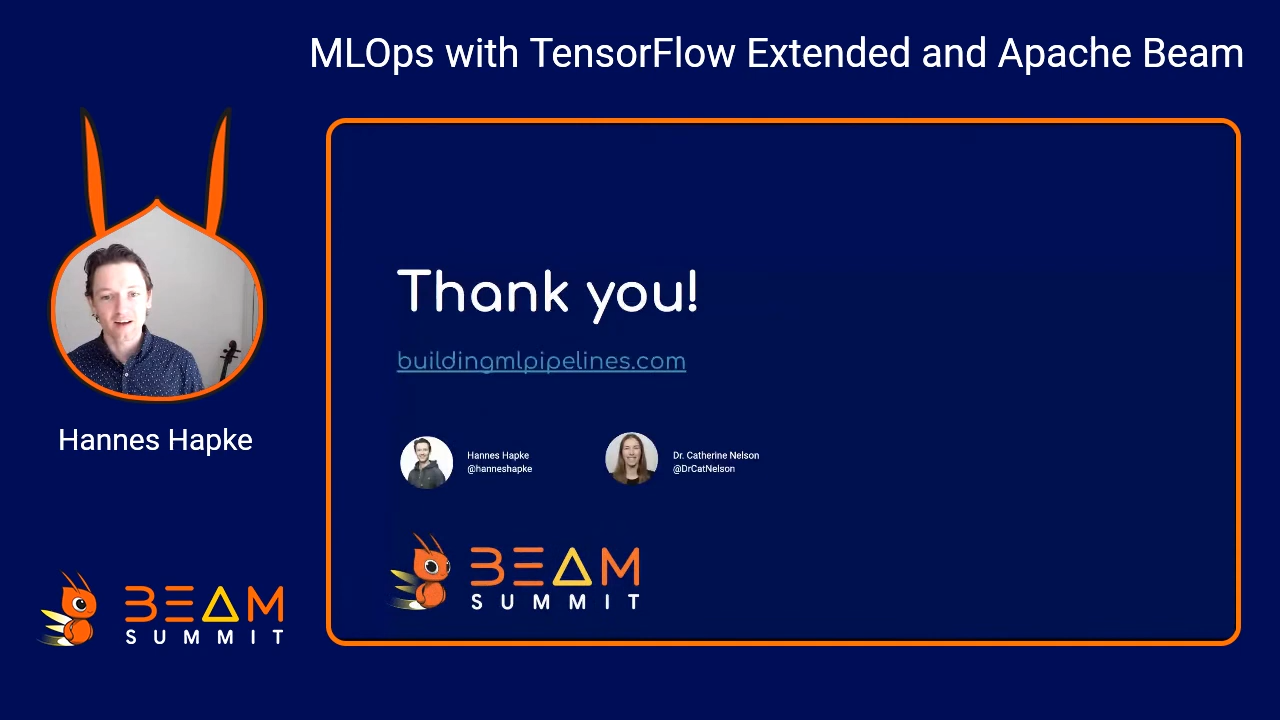 MLOps with TensorFlow Extended and Apache Beam
Thank you!
buildingmlpipelines.com
Hannes Hapke
Hannes Hapke
@hanneshapke
Dr. Catherine Nelson
@DrCatNelson
BEAM
SUMMIT
BEAM
SUMMIT